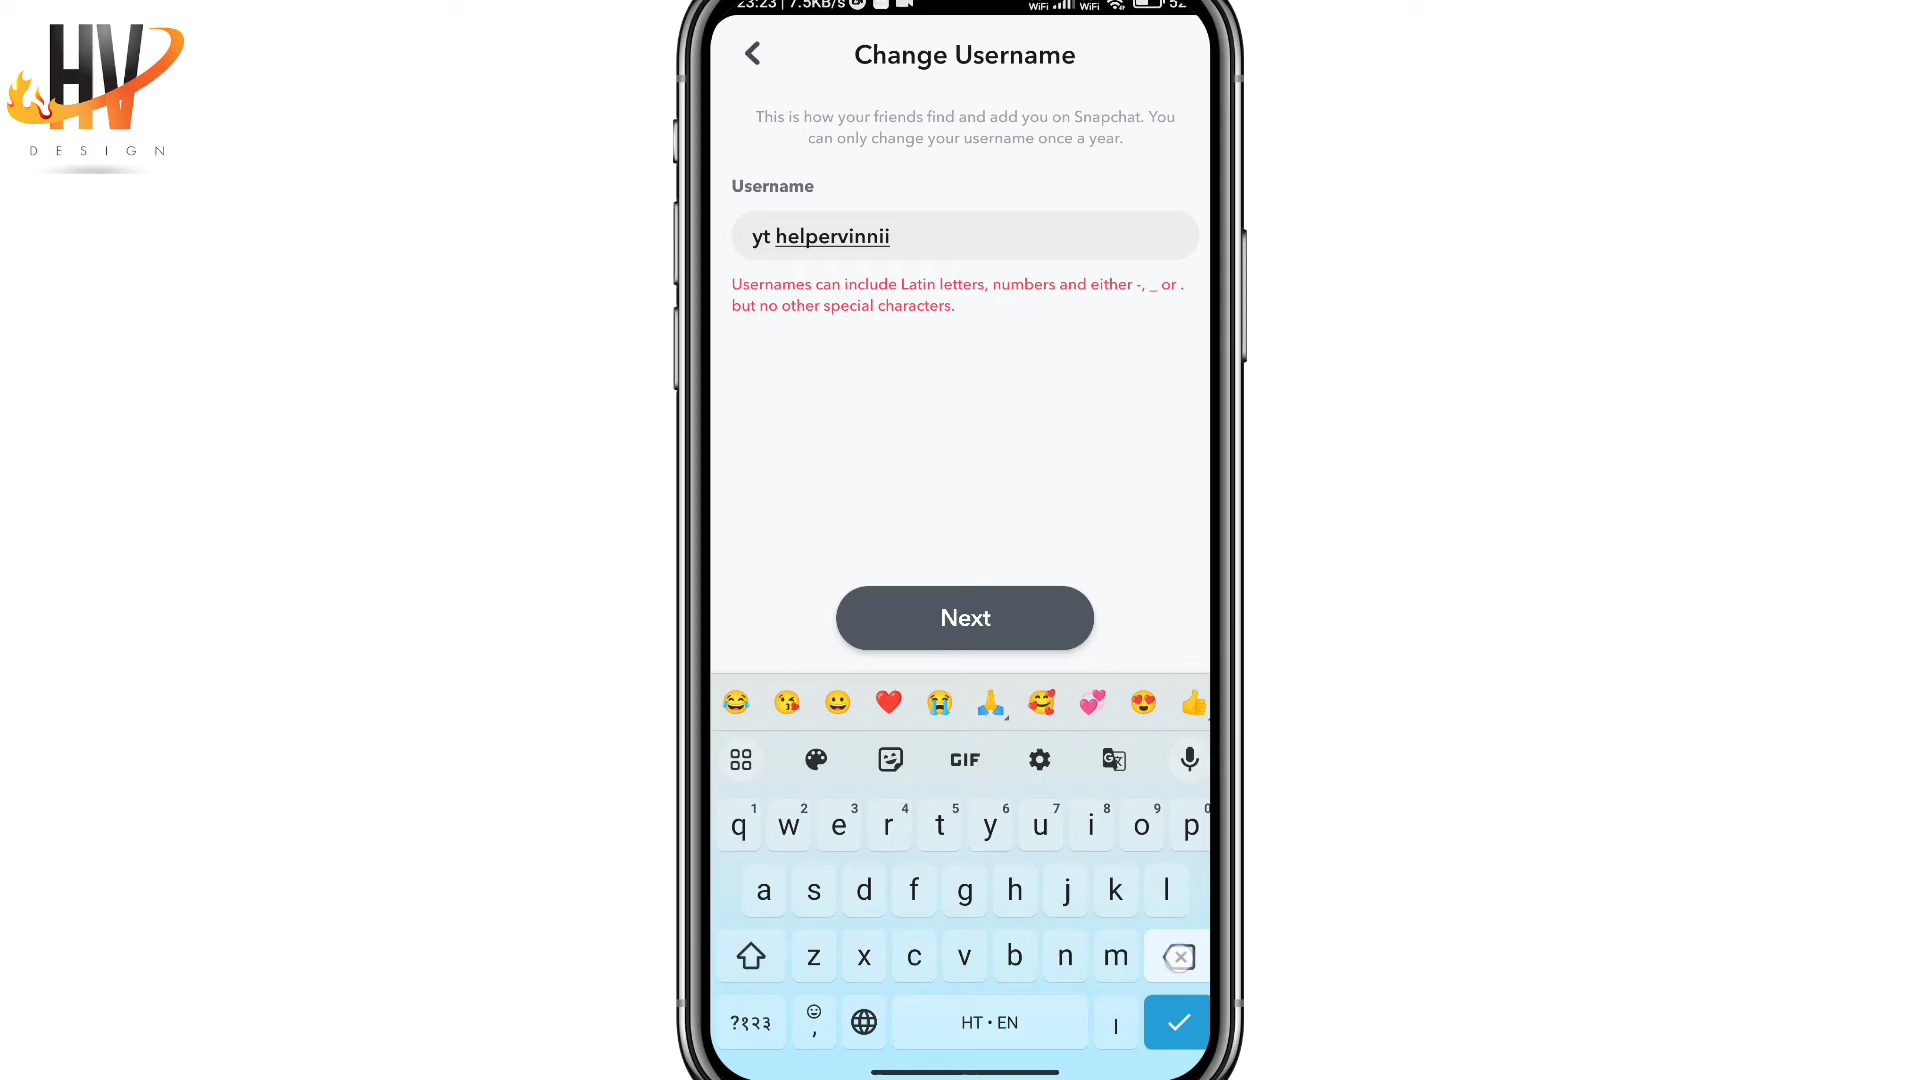 HV
DESIGN
23:23 | 7.5KB/s
WiFi WiFi 52
Change Username
This is how your friends find and add you on Snapchat. You
can only change your username once a year.
Username
yt helpervinnii
Usernames can include Latin letters, numbers and either -, _ or .
but no other special characters.
Next
GIF
1 2 3 4 5 6 7 8 9 0
q w e r t y u i o p
a s d f g h j k l
z x c v b n m
?१२३ , HT • EN ।